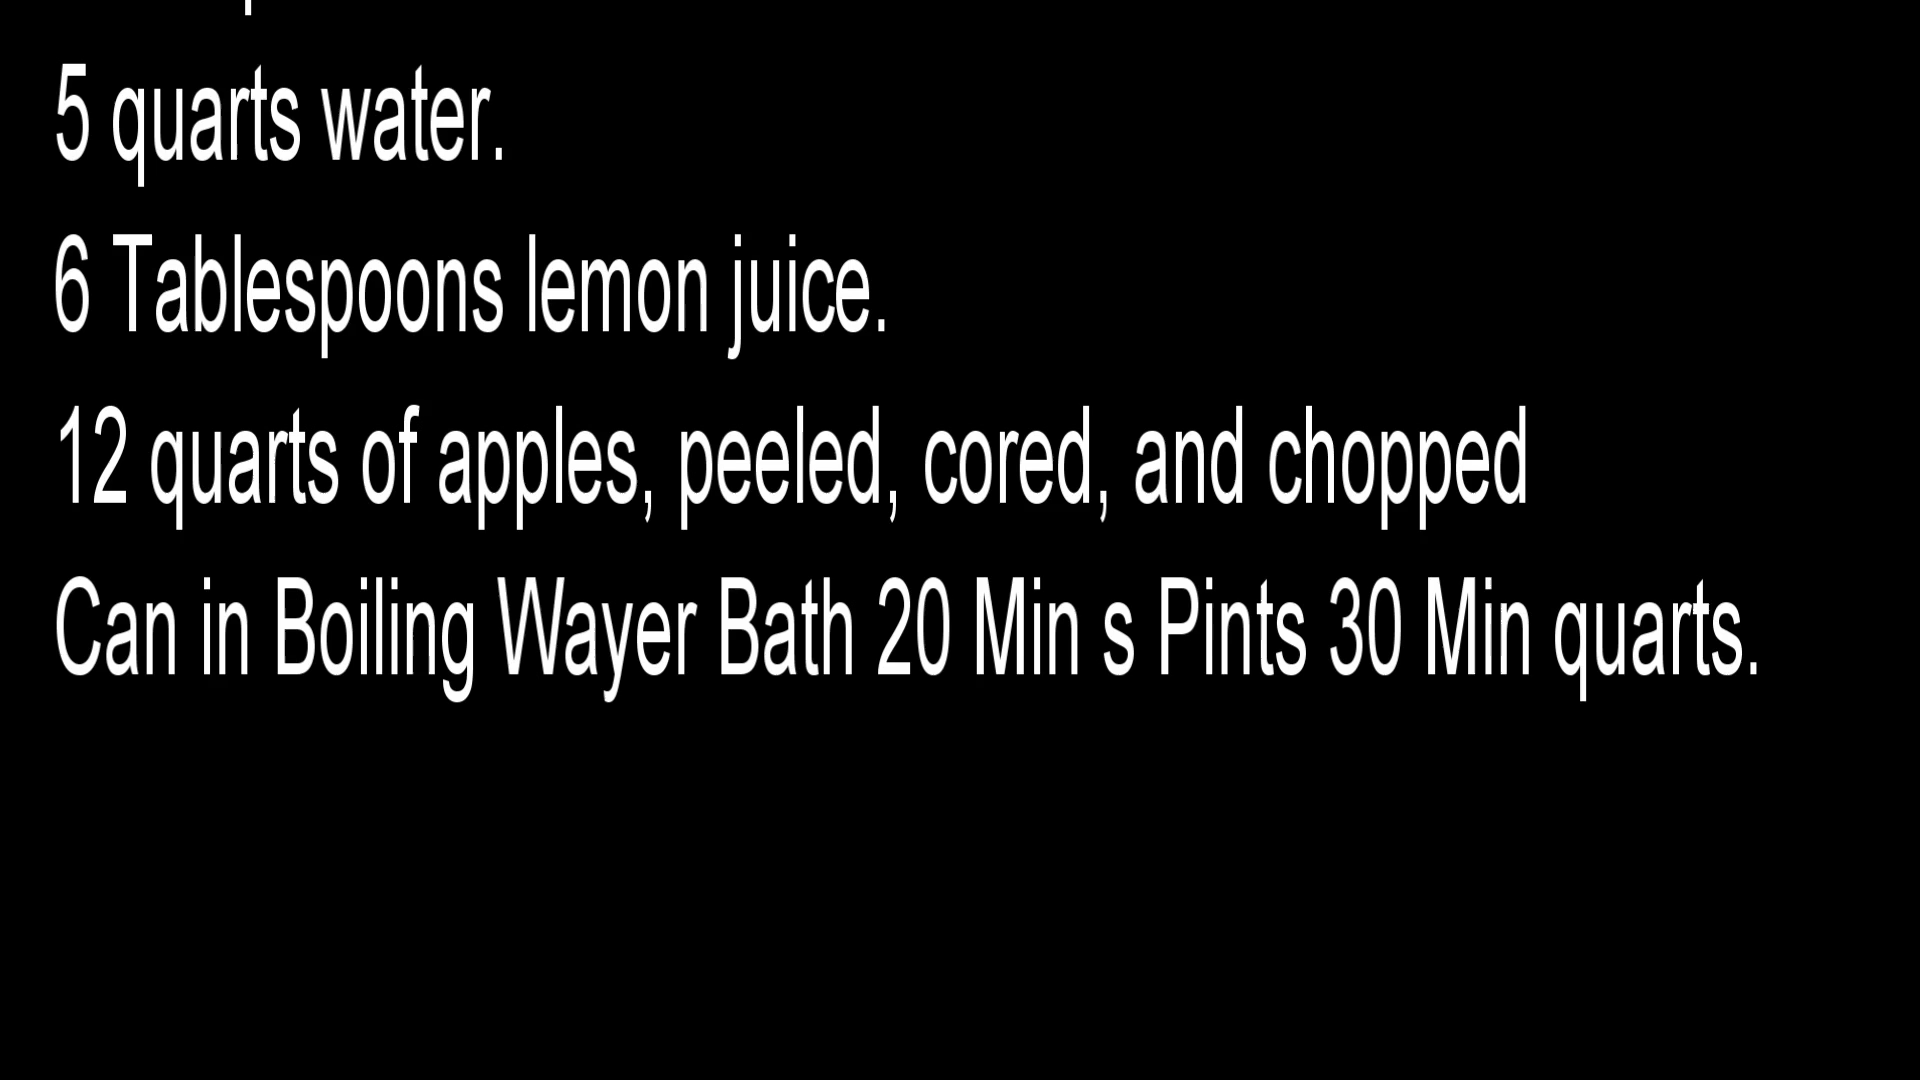 5 quarts water.
6 Tablespoons lemon juice.
12 quarts of apples, peeled, cored, and chopped
Can in Boiling Wayer Bath 20 Min s Pints 30 Min quarts.